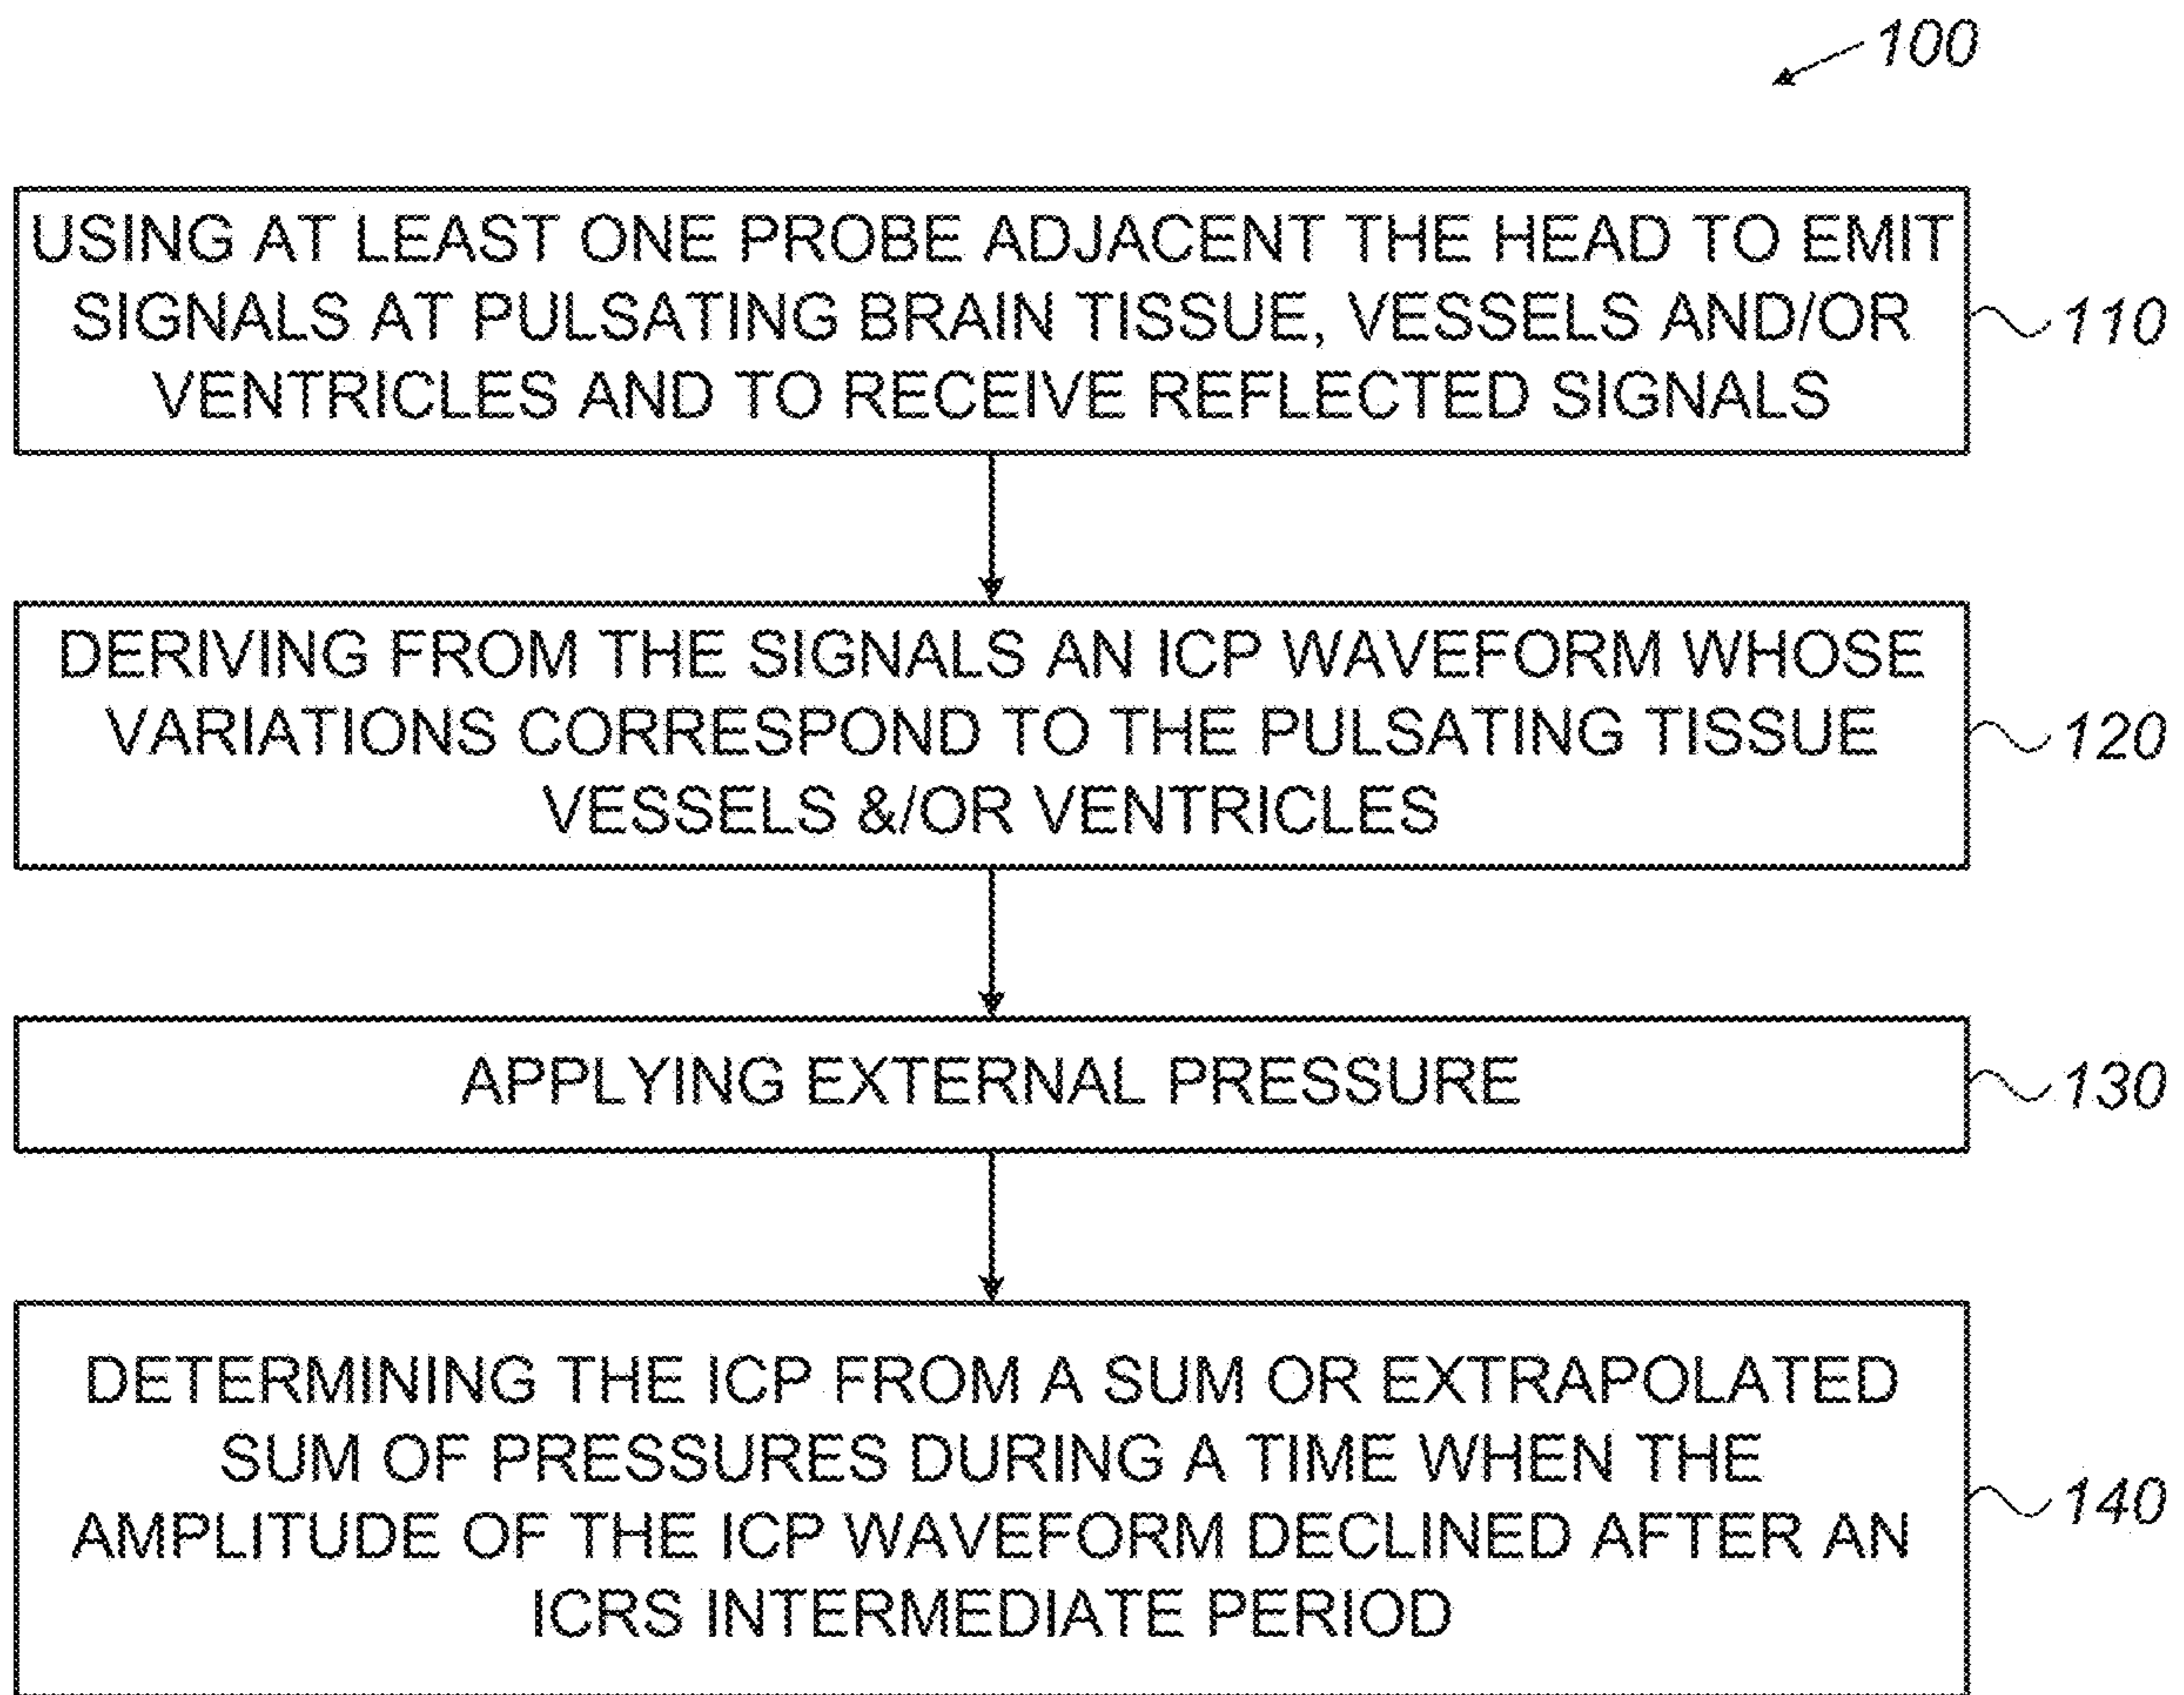 100
USING AT LEAST ONE PROBE ADJACENT THE HEAD TO EMIT
SIGNALS AT PULSATING BRAIN TISSUE, VESSELS AND/OR
VENTRICLES AND TO RECEIVE REFLECTED SIGNALS
110
DERIVING FROM THE SIGNALS AN ICP WAVEFORM WHOSE
VARIATIONS CORRESPOND TO THE PULSATING TISSUE
VESSELS &/OR VENTRICLES
120
APPLYING EXTERNAL PRESSURE
130
DETERMINING THE ICP FROM A SUM OR EXTRAPOLATED
SUM OF PRESSURES DURING A TIME WHEN THE
AMPLITUDE OF THE ICP WAVEFORM DECLINED AFTER AN
ICRS INTERMEDIATE PERIOD
140